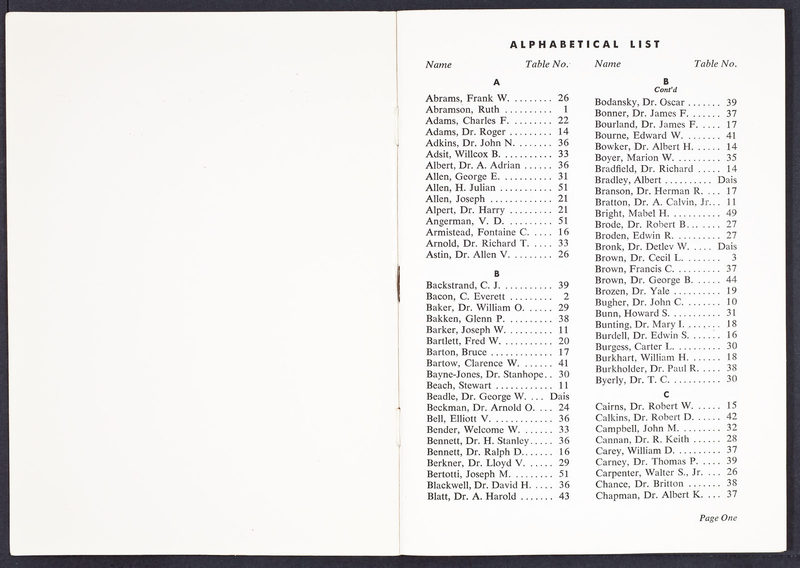 ALPHABETICAL LIST
Name Table No.
A
Abrams, Frank W. ........ 26
Abramson, Ruth .......... 1
Adams, Charles F. ........ 22
Adams, Dr. Roger ......... 14
Adkins, Dr. John N. ....... 36
Adsit, Willcox B. .......... 33
Albert, Dr. A. Adrian ...... 36
Allen, George E. .......... 31
Allen, H. Julian ........... 51
Allen, Joseph ............. 21
Alpert, Dr. Harry ......... 21
Angerman, V. D. ......... 51
Armistead, Fontaine C. .... 16
Arnold, Dr. Richard T. .... 33
Astin, Dr. Allen V. ........ 26
B
Backstrand, C. J. .......... 39
Bacon, C. Everett ......... 2
Baker, Dr. William O. ..... 29
Bakken, Glenn P. ......... 38
Barker, Joseph W. ......... 11
Bartlett, Fred W. .......... 20
Barton, Bruce ............. 17
Bartow, Clarence W. ...... 41
Bayne-Jones, Dr. Stanhope.. 30
Beach, Stewart ............ 11
Beadle, Dr. George W. ... Dais
Beckman, Dr. Arnold O. ... 24
Bell, Elliott V. ............ 36
Bender, Welcome W. ...... 33
Bennett, Dr. H. Stanley..... 36
Bennett, Dr. Ralph D....... 16
Berkner, Dr. Lloyd V. ..... 29
Bertotti, Joseph M. ........ 51
Blackwell, Dr. David H. .... 36
Blatt, Dr. A. Harold ....... 43
Name Table No.
B
Cont'd
Bodansky, Dr. Oscar ....... 39
Bonner, Dr. James F. ...... 37
Bourland, Dr. James F. .... 17
Bourne, Edward W. ....... 41
Bowker, Dr. Albert H. ..... 14
Boyer, Marion W. ......... 35
Bradfield, Dr. Richard ..... 14
Bradley, Albert .......... Dais
Branson, Dr. Herman R. ... 17
Bratton, Dr. A. Calvin, Jr... 11
Bright, Mabel H. .......... 49
Brode, Dr. Robert B....... 27
Broden, Edwin R. ......... 27
Bronk, Dr. Detlev W. .... Dais
Brown, Dr. Cecil L. ....... 3
Brown, Francis C. ......... 37
Brown, Dr. George B. ..... 44
Brozen, Dr. Yale .......... 19
Bugher, Dr. John C. ....... 10
Bunn, Howard S. .......... 31
Bunting, Dr. Mary I. ...... 18
Burdell, Dr. Edwin S. ...... 16
Burgess, Carter L. ......... 30
Burkhart, William H. ...... 18
Burkholder, Dr. Paul R. .... 38
Byerly, Dr. T. C. .......... 30
C
Cairns, Dr. Robert W. ..... 15
Calkins, Dr. Robert D. ..... 42
Campbell, John M. ........ 32
Cannan, Dr. R. Keith ...... 28
Carey, William D. ......... 37
Carney, Dr. Thomas P. .... 39
Carpenter, Walter S., Jr. ... 26
Chance, Dr. Britton ....... 38
Chapman, Dr. Albert K. ... 37
Page One